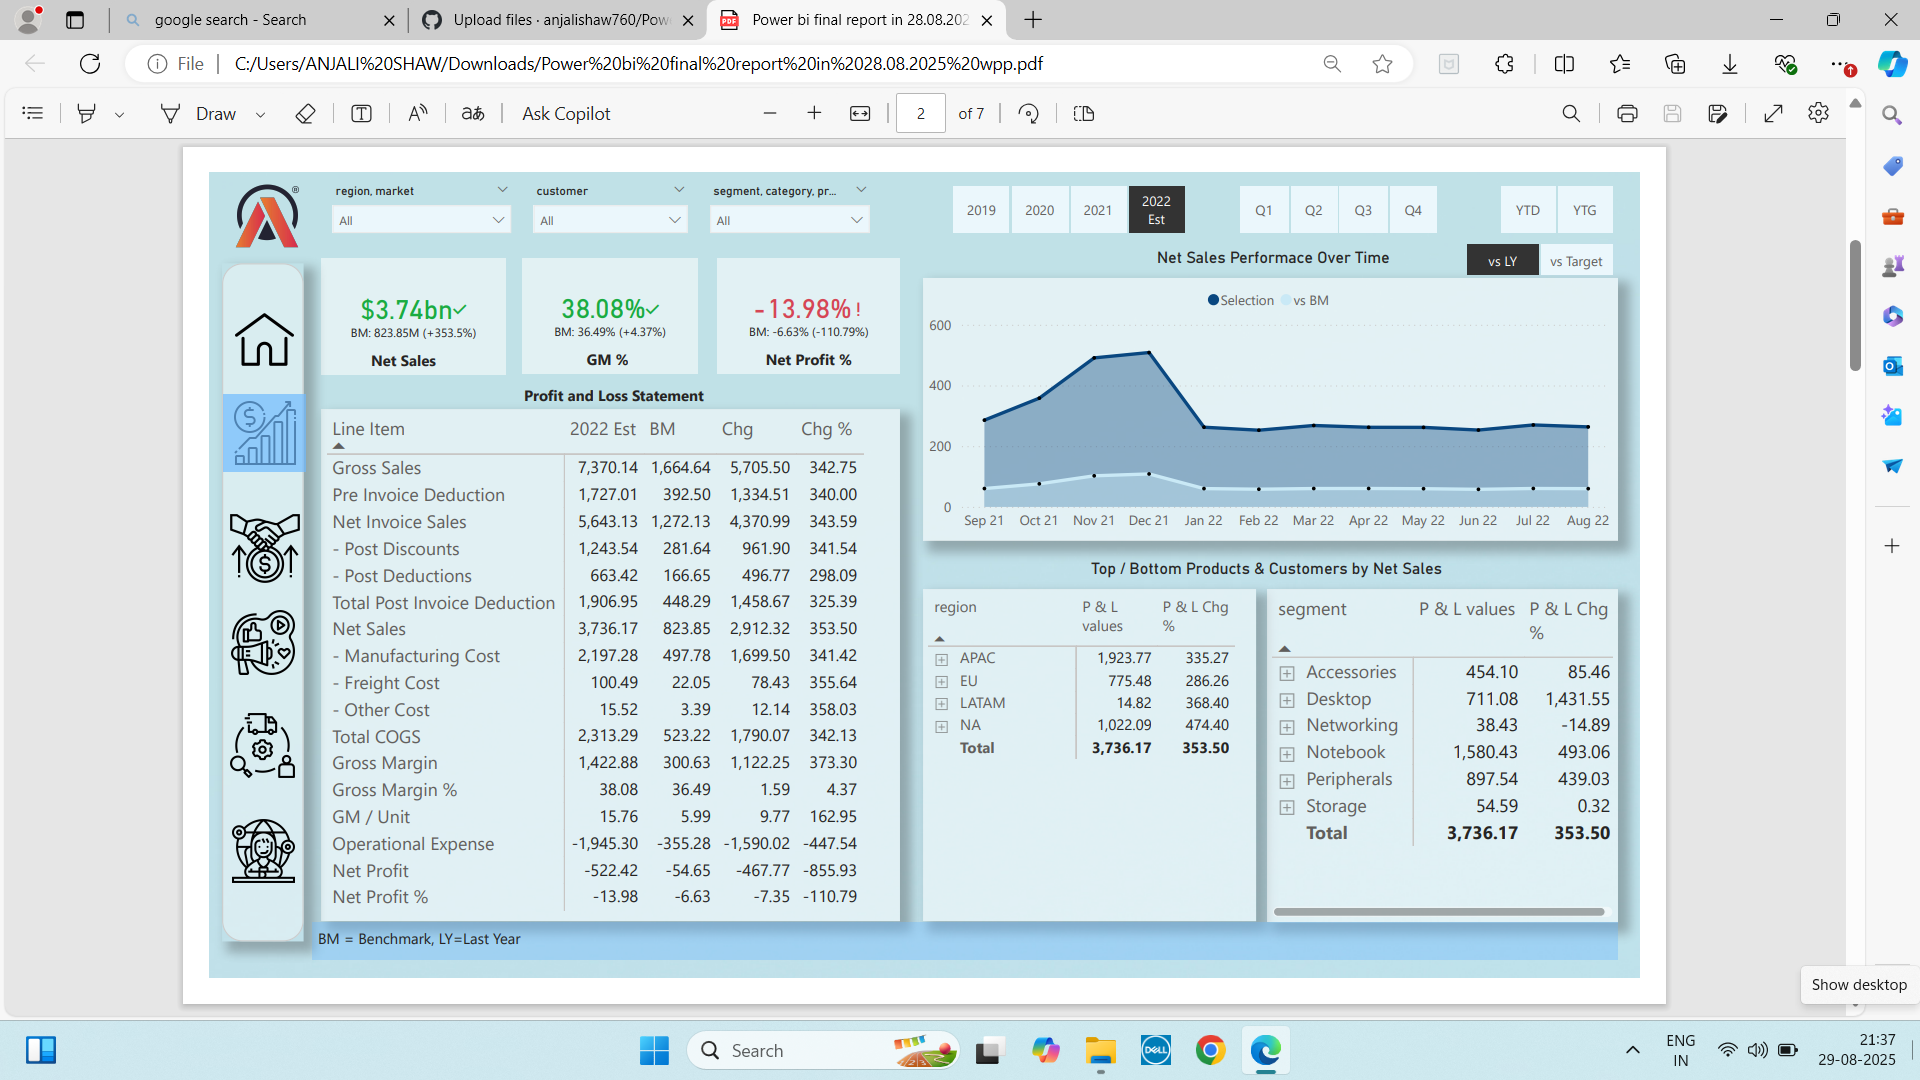 google search - Search
Upload files · anjalishaw760/Pow
Power bi final report in 28.08.202
File
C:/Users/ANJALI%20SHAW/Downloads/Power%20bi%20final%20report%20in%2028.08.2025%20wpp.pdf
Draw
aあ
Ask Copilot
2 of 7
region, market
customer
segment, category, pr...
All
All
All
2019
2020
2021
2022 Est
Q1
Q2
Q3
Q4
YTD
YTG
$3.74bn
BM: 823.85M (+353.5%)
Net Sales
38.08%
BM: 36.49% (+4.37%)
GM %
-13.98% !
BM: -6.63% (-110.79%)
Net Profit %
Net Sales Performace Over Time
vs LY
vs Target
Selection vs BM
600
400
200
0
Sep 21 Oct 21 Nov 21 Dec 21 Jan 22 Feb 22 Mar 22 Apr 22 May 22 Jun 22 Jul 22 Aug 22
Profit and Loss Statement
Line Item 2022 Est BM Chg Chg %
Gross Sales 7,370.14 1,664.64 5,705.50 342.75
Pre Invoice Deduction 1,727.01 392.50 1,334.51 340.00
Net Invoice Sales 5,643.13 1,272.13 4,370.99 343.59
- Post Discounts 1,243.54 281.64 961.90 341.54
- Post Deductions 663.42 166.65 496.77 298.09
Total Post Invoice Deduction 1,906.95 448.29 1,458.67 325.39
Net Sales 3,736.17 823.85 2,912.32 353.50
- Manufacturing Cost 2,197.28 497.78 1,699.50 341.42
- Freight Cost 100.49 22.05 78.43 355.64
- Other Cost 15.52 3.39 12.14 358.03
Total COGS 2,313.29 523.22 1,790.07 342.13
Gross Margin 1,422.88 300.63 1,122.25 373.30
Gross Margin % 38.08 36.49 1.59 4.37
GM / Unit 15.76 5.99 9.77 162.95
Operational Expense -1,945.30 -355.28 -1,590.02 -447.54
Net Profit -522.42 -54.65 -467.77 -855.93
Net Profit % -13.98 -6.63 -7.35 -110.79
Top / Bottom Products & Customers by Net Sales
region P & L values P & L Chg %
APAC 1,923.77 335.27
EU 775.48 286.26
LATAM 14.82 368.40
NA 1,022.09 474.40
Total 3,736.17 353.50
segment P & L values P & L Chg %
Accessories 454.10 85.46
Desktop 711.08 1,431.55
Networking 38.43 -14.89
Notebook 1,580.43 493.06
Peripherals 897.54 439.03
Storage 54.59 0.32
Total 3,736.17 353.50
BM = Benchmark, LY=Last Year
Show desktop
Search
DELL
ENG
IN
21:37
29-08-2025